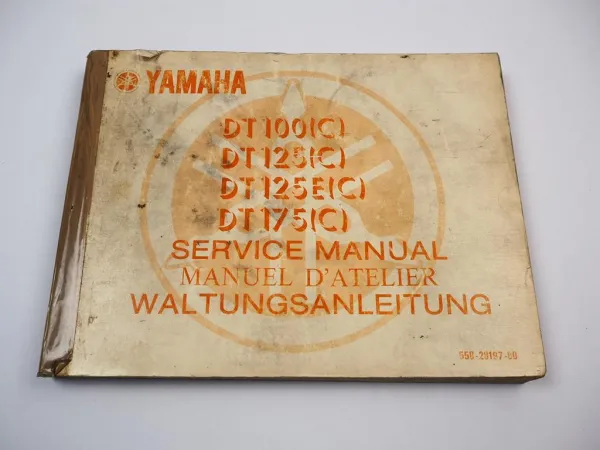 YAMAHA
DT100(C)
DT125(C)
DT125E(C)
DT175(C)
SERVICE MANUAL
MANUEL D'ATELIER
WALTUNGSANLEITUNG